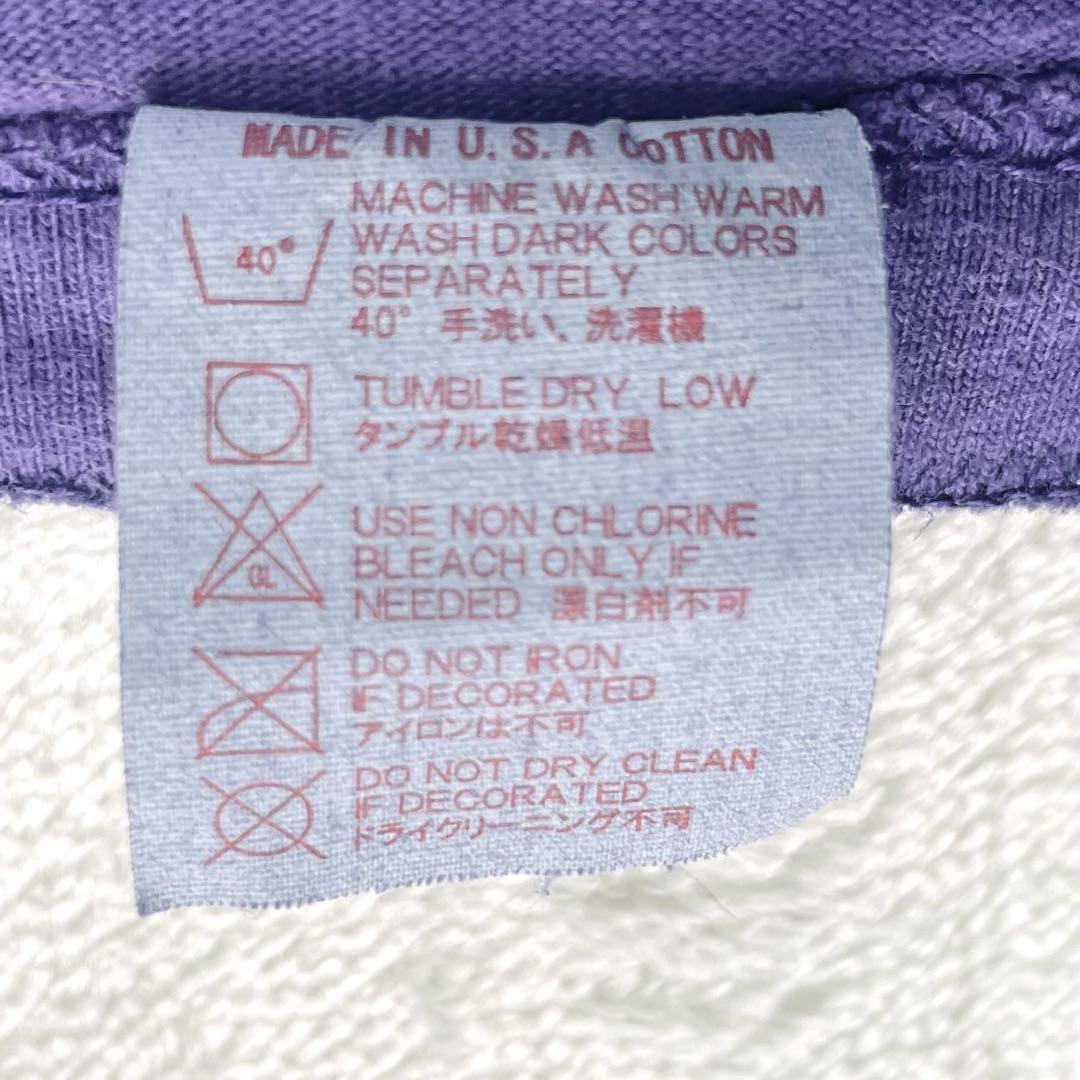 MADE IN U.S.A COTTON
MACHINE WASH WARM
WASH DARK COLORS
SEPARATELY
40° 40° 手洗い、洗濯機
TUMBLE DRY LOW
タンブル乾燥低温
USE NON CHLORINE
BLEACH ONLY IF
CL
NEEDED 漂白剤不可
DO NOT IRON
IF DECORATED
アイロンは不可
DO NOT DRY CLEAN
IF DECORATED
ドライクリーニング不可